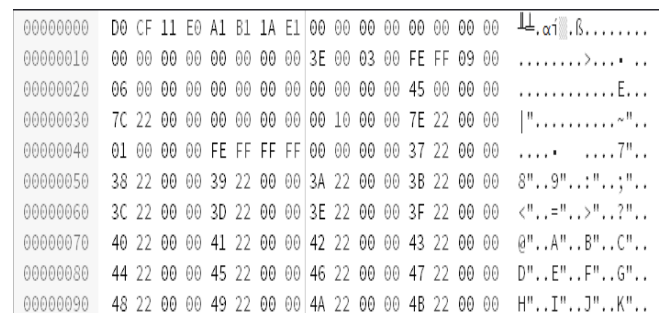 00000000 D0 CF 11 E0 A1 B1 1A E1 00 00 00 00 00 00 00 00 ╨╧.αí▒.ß........
00000010 00 00 00 00 00 00 00 00 3E 00 03 00 FE FF 09 00 ........>...■ ..
00000020 06 00 00 00 00 00 00 00 00 00 00 00 45 00 00 00 ............E...
00000030 7C 22 00 00 00 00 00 00 00 10 00 00 7E 22 00 00 |"..........~"..
00000040 01 00 00 00 FE FF FF FF 00 00 00 00 37 22 00 00 ....■   ....7"..
00000050 38 22 00 00 39 22 00 00 3A 22 00 00 3B 22 00 00 8"..9"..:"..;"..
00000060 3C 22 00 00 3D 22 00 00 3E 22 00 00 3F 22 00 00 <"..="..>"..?"..
00000070 40 22 00 00 41 22 00 00 42 22 00 00 43 22 00 00 @"..A"..B"..C"..
00000080 44 22 00 00 45 22 00 00 46 22 00 00 47 22 00 00 D"..E"..F"..G"..
00000090 48 22 00 00 49 22 00 00 4A 22 00 00 4B 22 00 00 H"..I"..J"..K"..